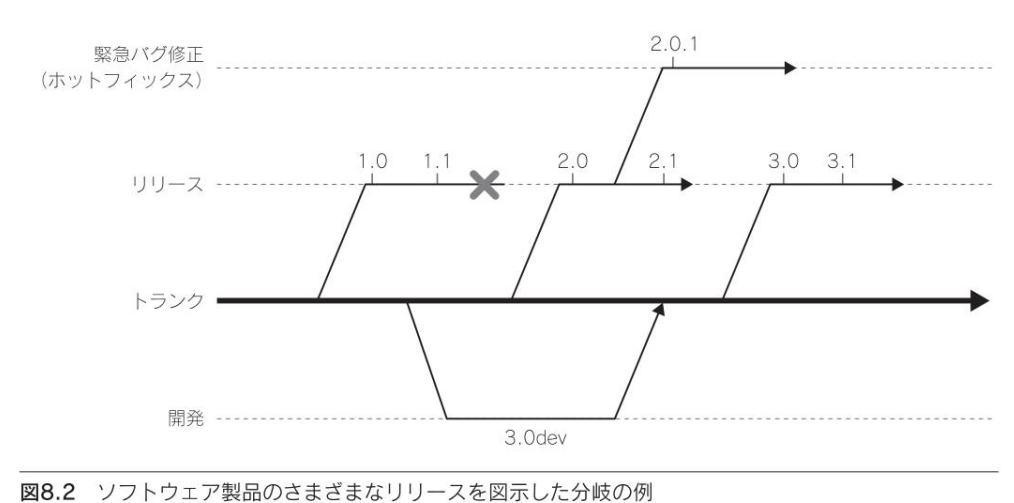 緊急バグ修正
（ホットフィックス）
2.0.1
リリース
1.0
1.1
2.0
2.1
3.0
3.1
トランク
開発
3.0dev
図8.2 ソフトウェア製品のさまざまなリリースを図示した分岐の例